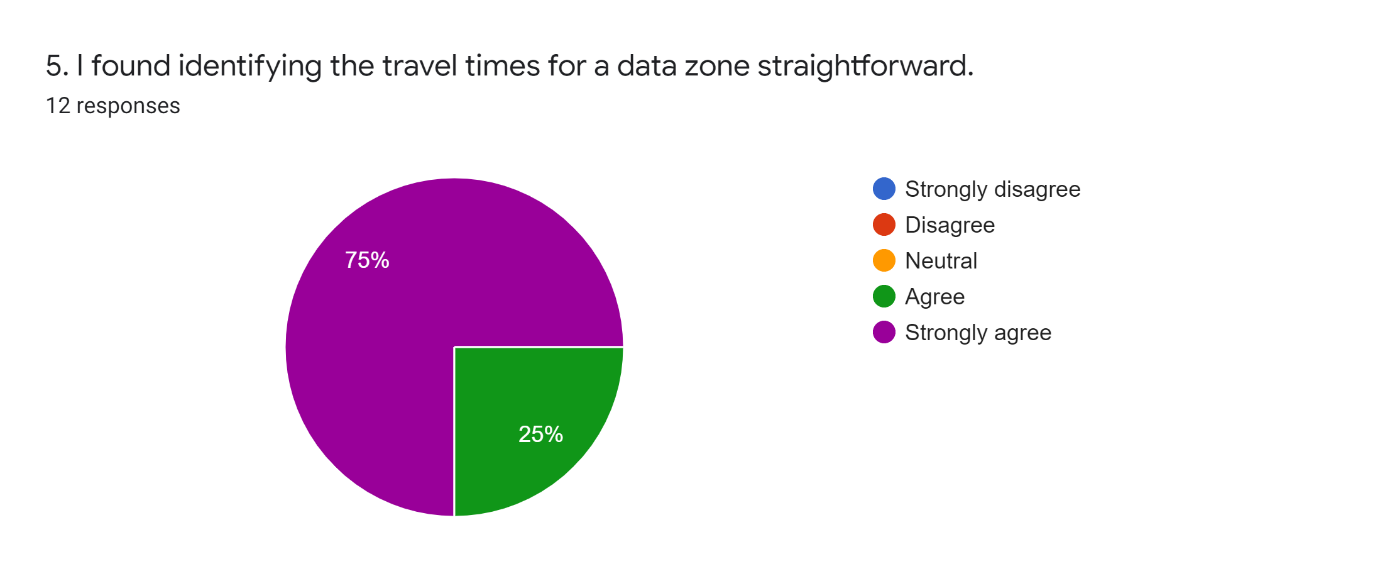 5. I found identifying the travel times for a data zone straightforward.
12 responses
75%
25%
Strongly disagree
Disagree
Neutral
Agree
Strongly agree